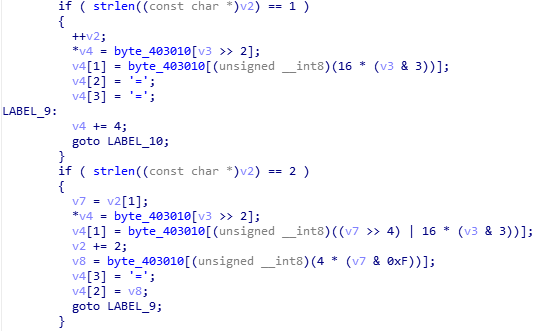 if ( strlen((const char *)v2) == 1 )
{
++v2;
*v4 = byte_403010[v3 >> 2];
v4[1] = byte_403010[(unsigned __int8)(16 * (v3 & 3))];
v4[2] = '=';
v4[3] = '=';
LABEL_9:
v4 += 4;
goto LABEL_10;
}
if ( strlen((const char *)v2) == 2 )
{
v7 = v2[1];
*v4 = byte_403010[v3 >> 2];
v4[1] = byte_403010[(unsigned __int8)((v7 >> 4) | 16 * (v3 & 3))];
v2 += 2;
v8 = byte_403010[(unsigned __int8)(4 * (v7 & 0xF))];
v4[3] = '=';
v4[2] = v8;
goto LABEL_9;
}